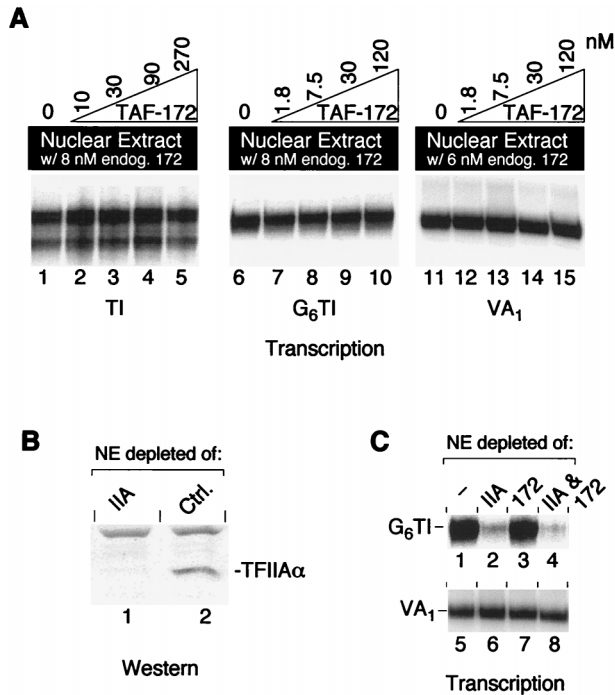 A
nM
0 10 30 90 270
TAF-172
Nuclear Extract
w/ 8 nM endog. 172
1 2 3 4 5
TI
0 1.8 7.5 30 120
TAF-172
Nuclear Extract
w/ 8 nM endog. 172
6 7 8 9 10
G6TI
0 1.8 7.5 30 120
TAF-172
Nuclear Extract
w/ 6 nM endog. 172
11 12 13 14 15
VA1
Transcription
B
NE depleted of:
IIA Ctrl.
-TFIIAα
1 2
Western
C
NE depleted of:
– IIA 172 IIA & 172
G6TI–
1 2 3 4
VA1–
5 6 7 8
Transcription